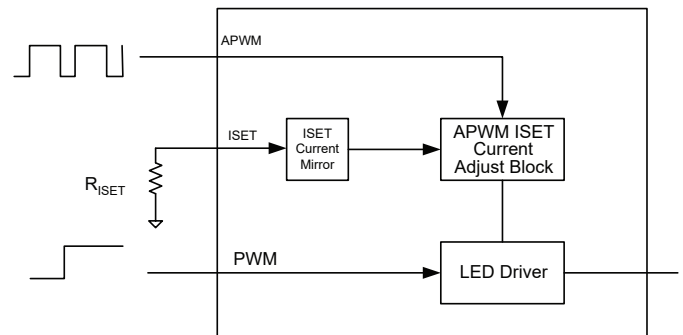 APWM
ISET
ISET
Current
Mirror
APWM ISET
Current
Adjust Block
RISET
PWM
LED Driver